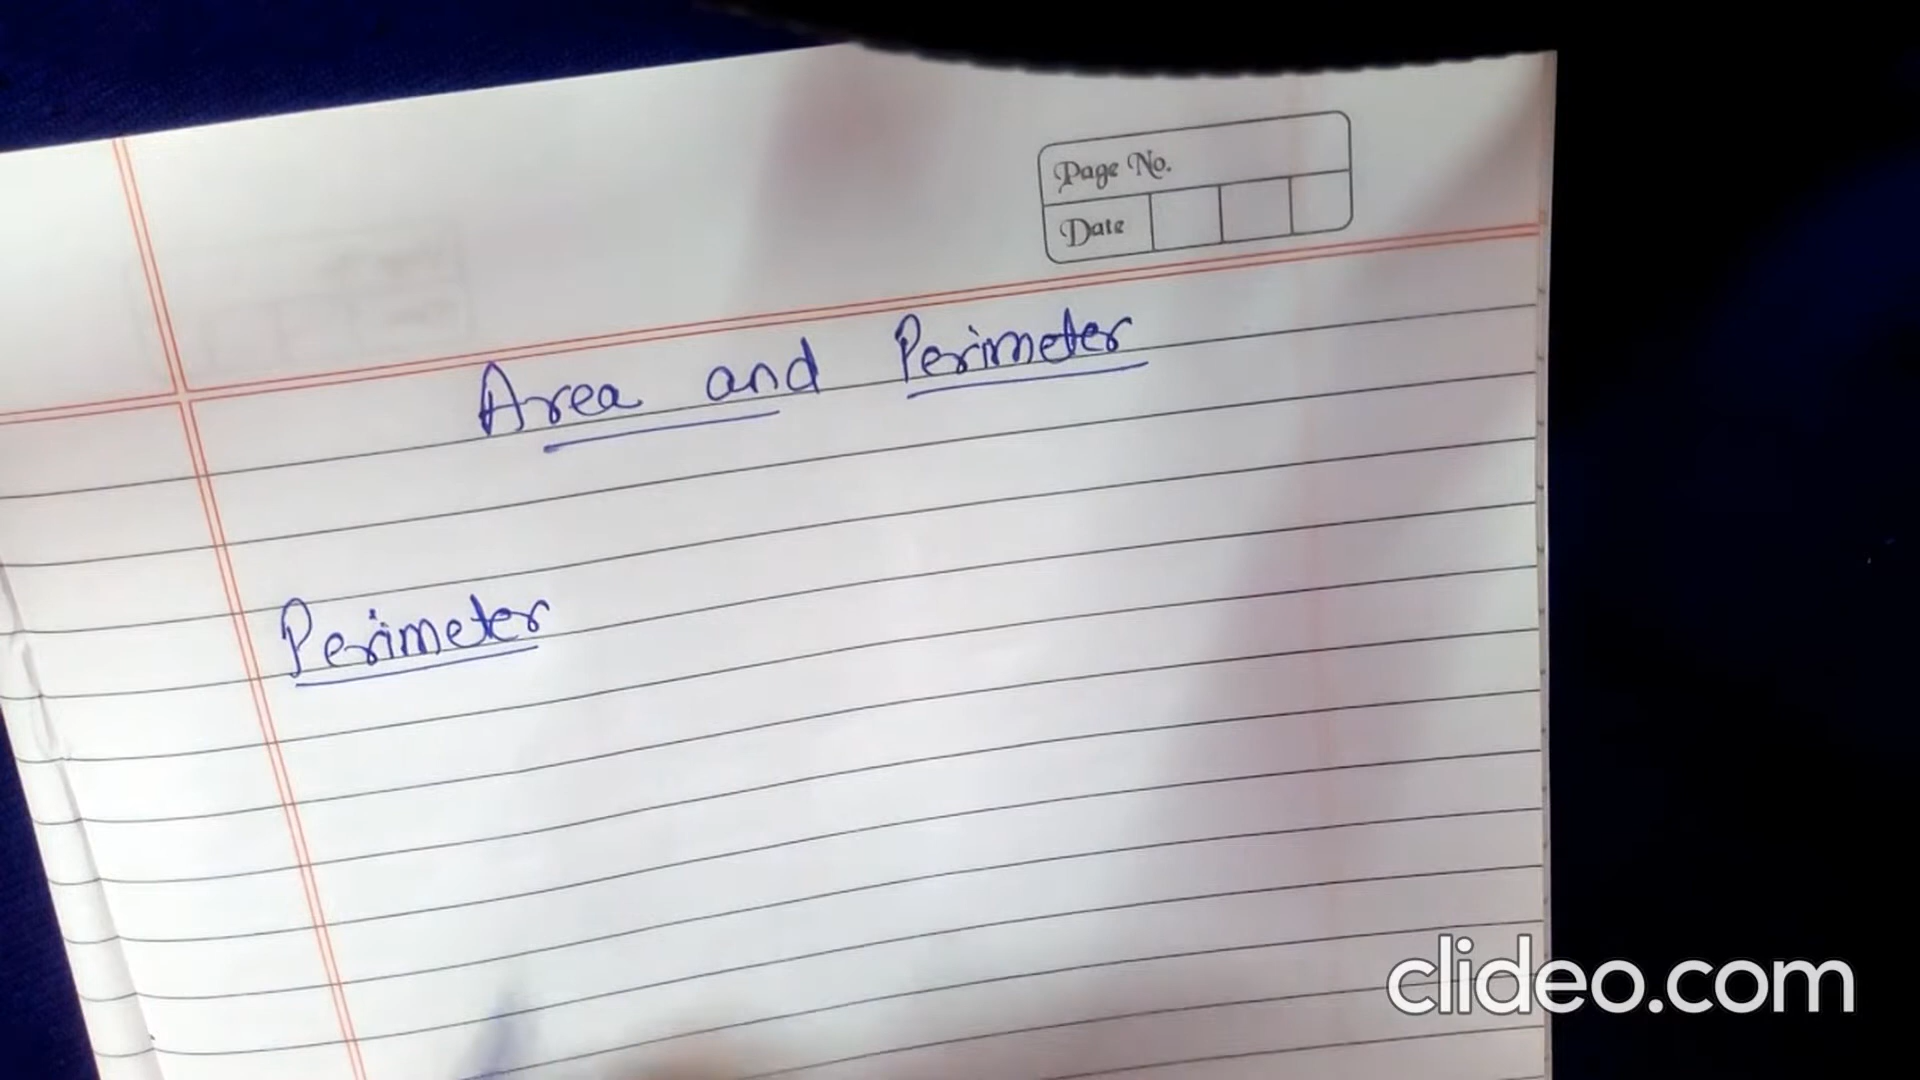 Page No.
Date
Area and Perimeter
Perimeter
clideo.com